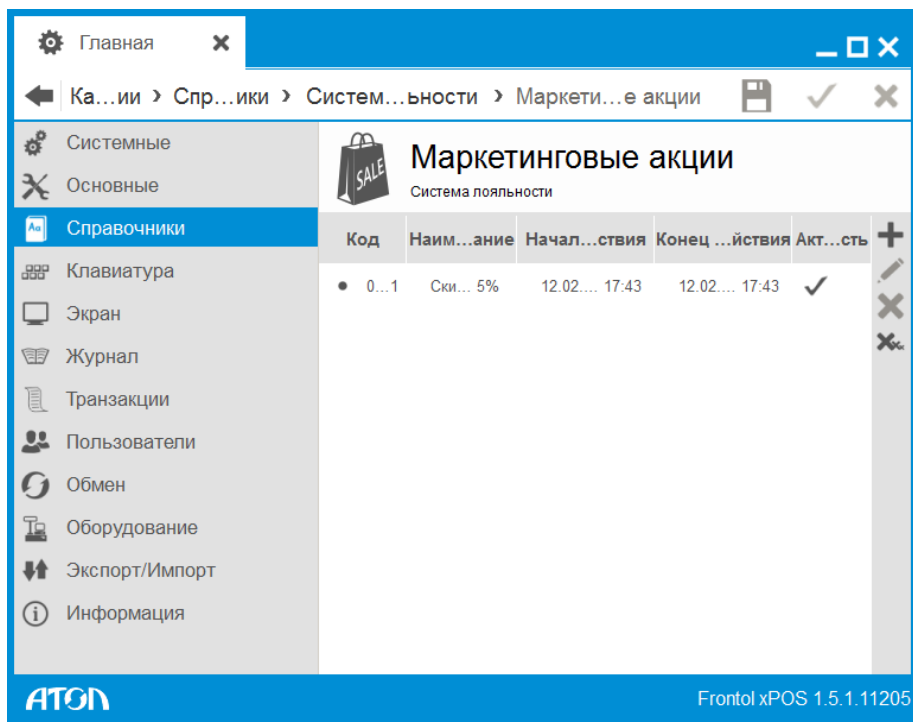 Главная
Ка…ии › Спр…ики › Систем…ьности › Маркети…е акции
Системные
Основные
Справочники
Клавиатура
Экран
Журнал
Транзакции
Пользователи
Обмен
Оборудование
Экспорт/Импорт
Информация
SALE
Маркетинговые акции
Система лояльности
Код Наим…ание Начал…ствия Конец …йствия Акт…сть
0…1 Ски… 5% 12.02.… 17:43 12.02.… 17:43
АТОЛ
Frontol xPOS 1.5.1.11205